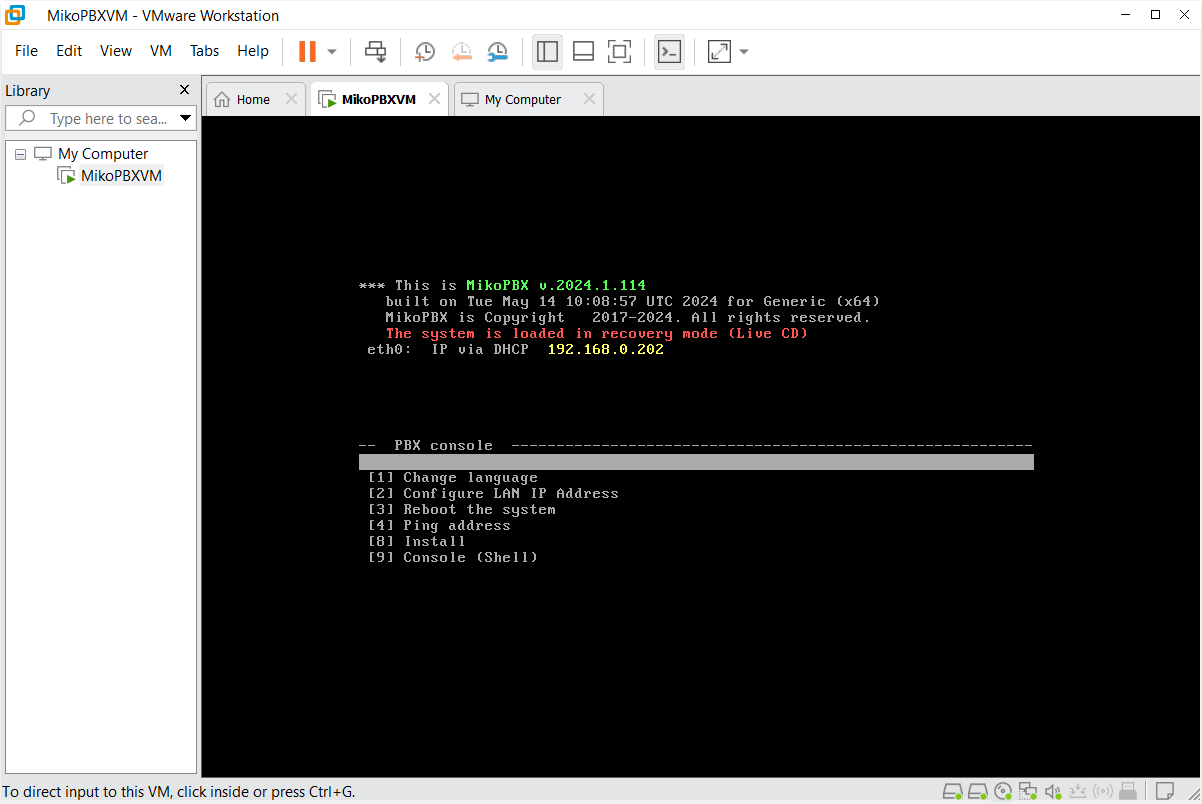 MikoPBXVM - VMware Workstation
File Edit View VM Tabs Help
Library
Type here to sea...
My Computer
MikoPBXVM
Home
MikoPBXVM
My Computer
*** This is MikoPBX v.2024.1.114
built on Tue May 14 10:08:57 UTC 2024 for Generic (x64)
MikoPBX is Copyright 2017-2024. All rights reserved.
The system is loaded in recovery mode (Live CD)
eth0: IP via DHCP 192.168.0.202
-- PBX console ----------------------------------------------------------
[1] Change language
[2] Configure LAN IP Address
[3] Reboot the system
[4] Ping address
[8] Install
[9] Console (Shell)
To direct input to this VM, click inside or press Ctrl+G.